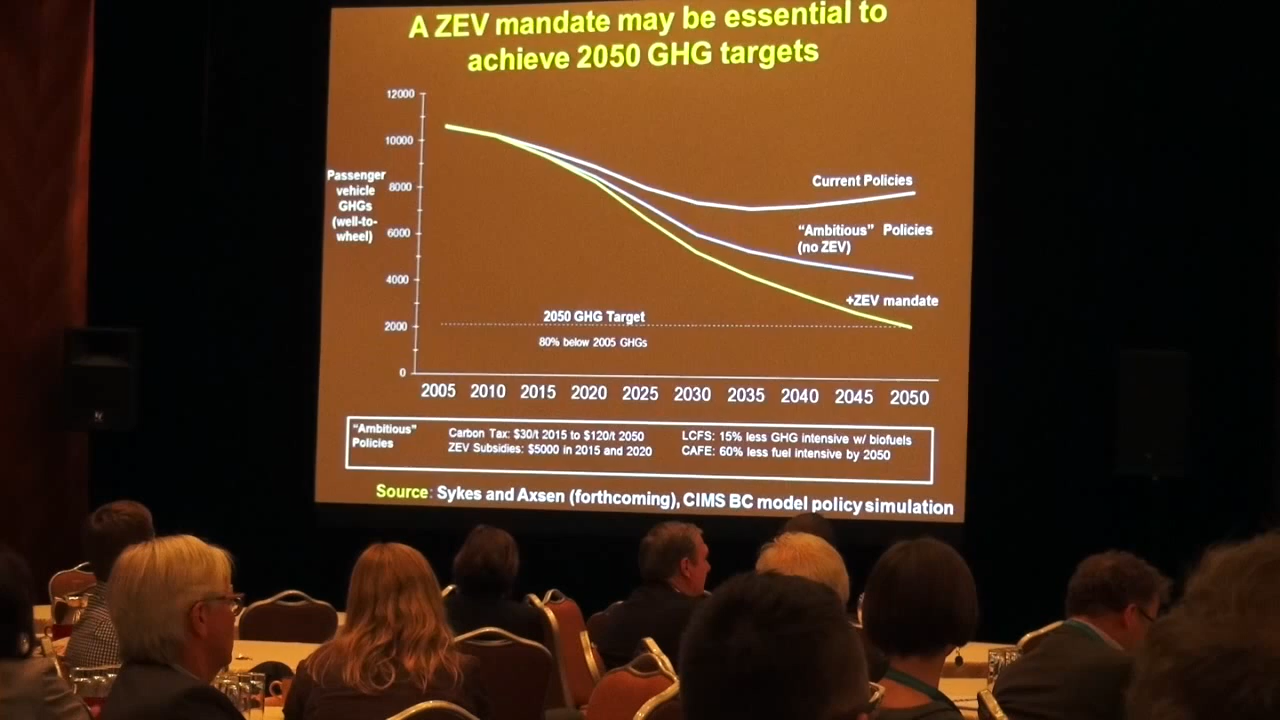 A ZEV mandate may be essential to
achieve 2050 GHG targets
12000
10000
8000
6000
4000
2000
0
Passenger
vehicle
GHGs
(well-to-
wheel)
Current Policies
“Ambitious” Policies
(no ZEV)
+ZEV mandate
2050 GHG Target
80% below 2005 GHGs
2005 2010 2015 2020 2025 2030 2035 2040 2045 2050
“Ambitious”
Policies
Carbon Tax: $30/t 2015 to $120/t 2050
ZEV Subsidies: $5000 in 2015 and 2020
LCFS: 15% less GHG intensive w/ biofuels
CAFE: 60% less fuel intensive by 2050
Source: Sykes and Axsen (forthcoming), CIMS BC model policy simulation